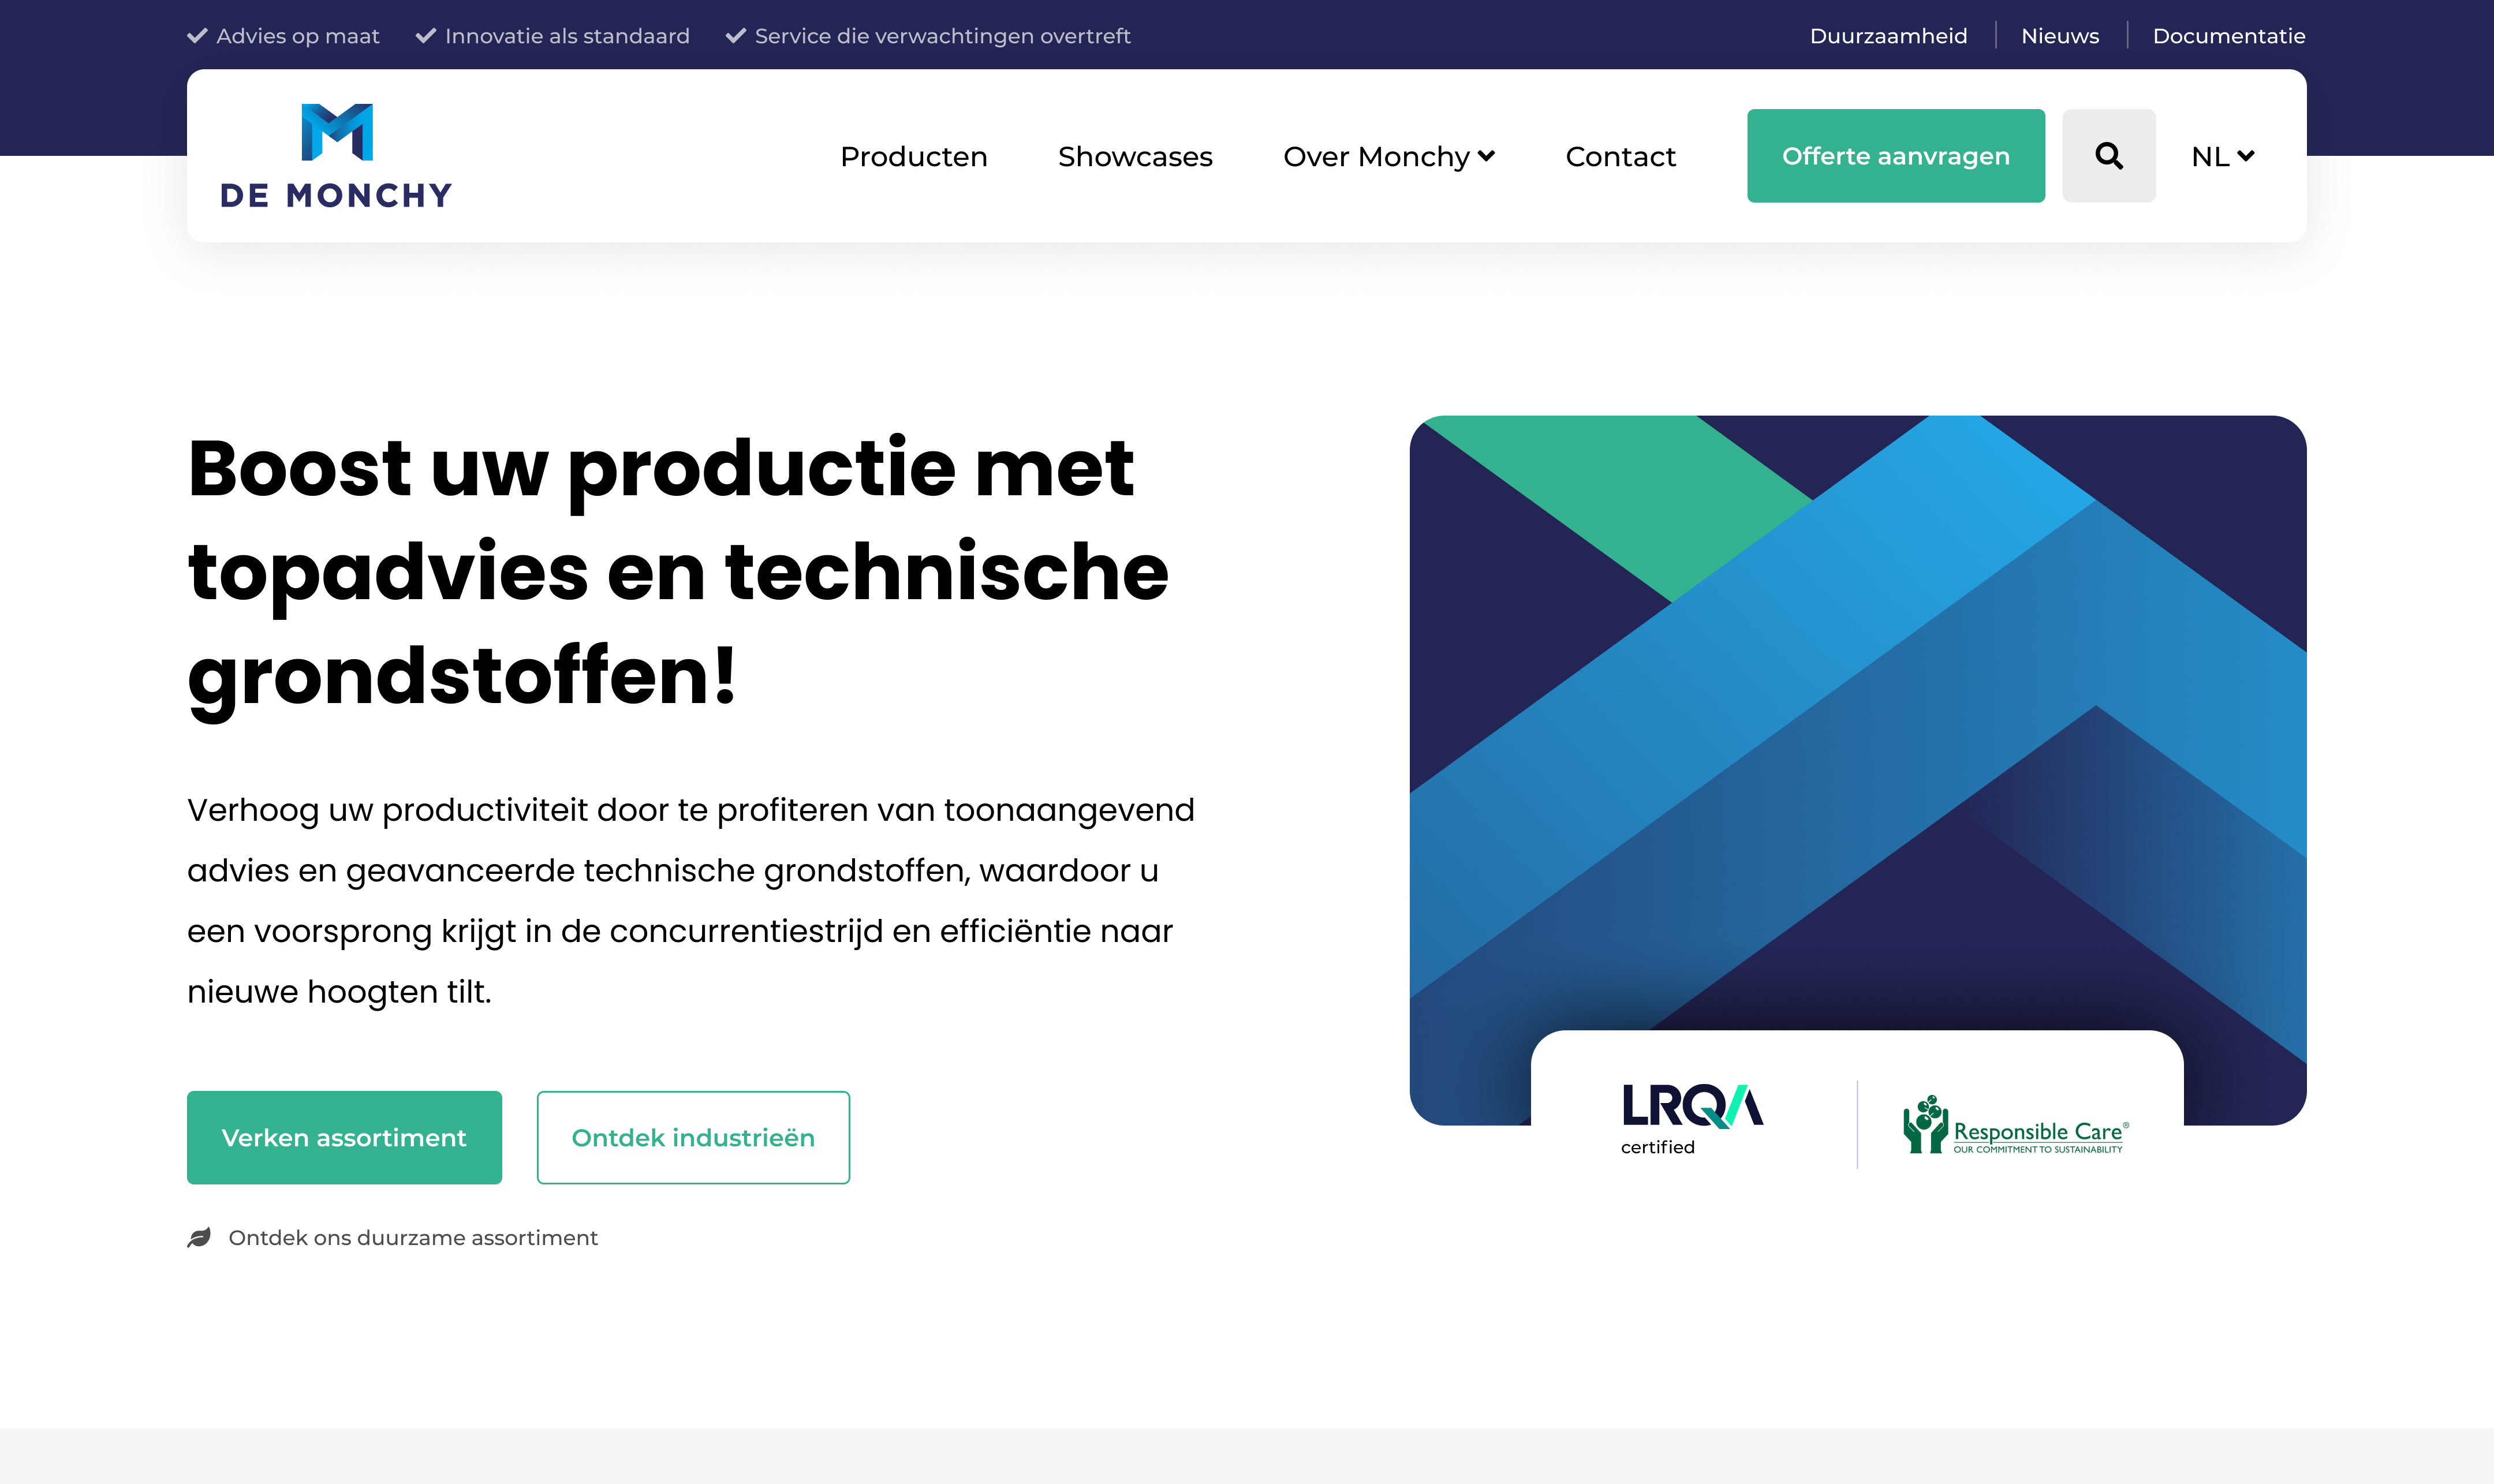 Advies op maat Innovatie als standaard Service die verwachtingen overtreft Duurzaamheid Nieuws Documentatie
DE MONCHY
Producten Showcases Over Monchy Contact Offerte aanvragen NL
Boost uw productie met
topadvies en technische
grondstoffen!
Verhoog uw productiviteit door te profiteren van toonaangevend
advies en geavanceerde technische grondstoffen, waardoor u
een voorsprong krijgt in de concurrentiestrijd en efficiëntie naar
nieuwe hoogten tilt.
Verken assortiment Ontdek industrieën
Ontdek ons duurzame assortiment
LRQA
certified
Responsible Care®
OUR COMMITMENT TO SUSTAINABILITY